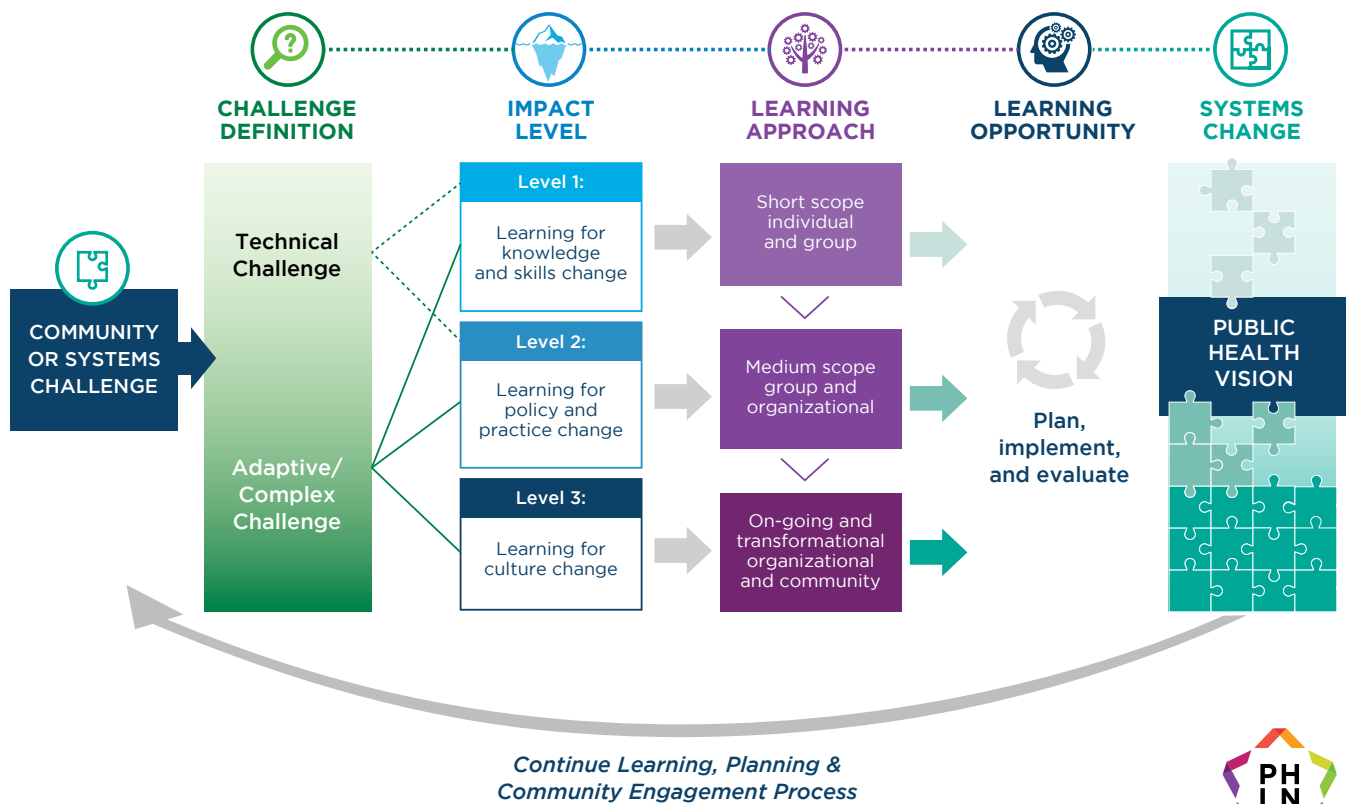 ?
CHALLENGE
DEFINITION
IMPACT
LEVEL
LEARNING
APPROACH
LEARNING
OPPORTUNITY
SYSTEMS
CHANGE
COMMUNITY
OR SYSTEMS
CHALLENGE
Technical
Challenge
Adaptive/
Complex
Challenge
Level 1:
Learning for
knowledge
and skills change
Level 2:
Learning for
policy and
practice change
Level 3:
Learning for
culture change
Short scope
individual
and group
Medium scope
group and
organizational
On-going and
transformational
organizational
and community
Plan,
implement,
and evaluate
PUBLIC
HEALTH
VISION
Continue Learning, Planning &
Community Engagement Process
PH
LN